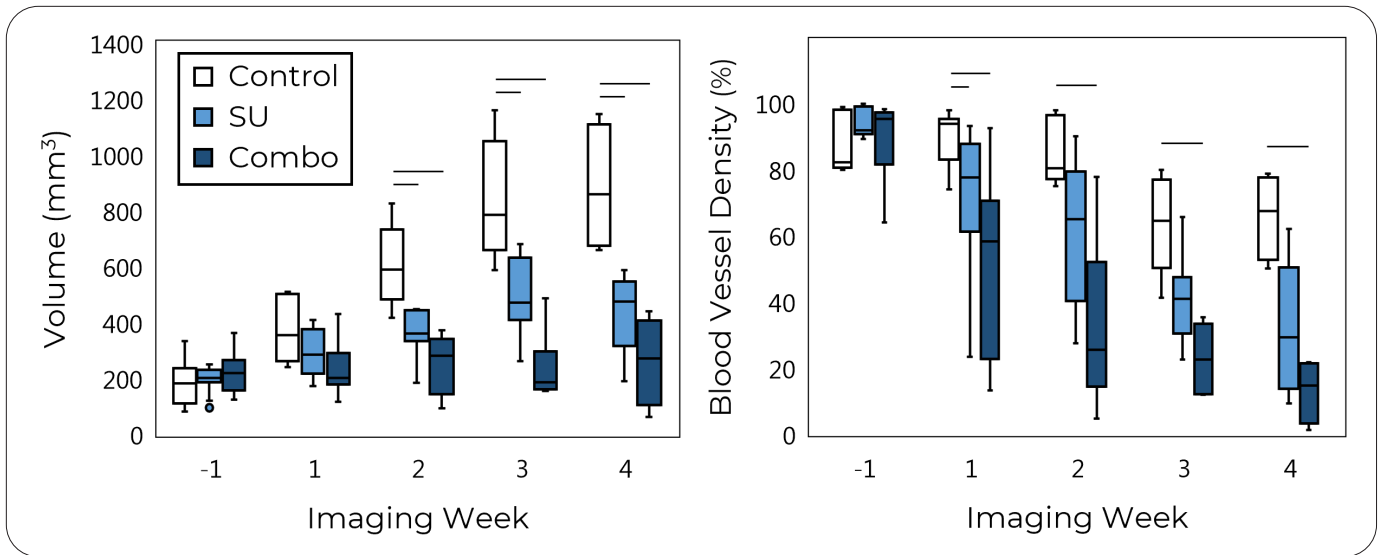 Volume (mm³)
1400
1200
1000
800
600
400
200
0
Control
SU
Combo
-1 1 2 3 4
Imaging Week
Blood Vessel Density (%)
100
80
60
40
20
0
-1 1 2 3 4
Imaging Week